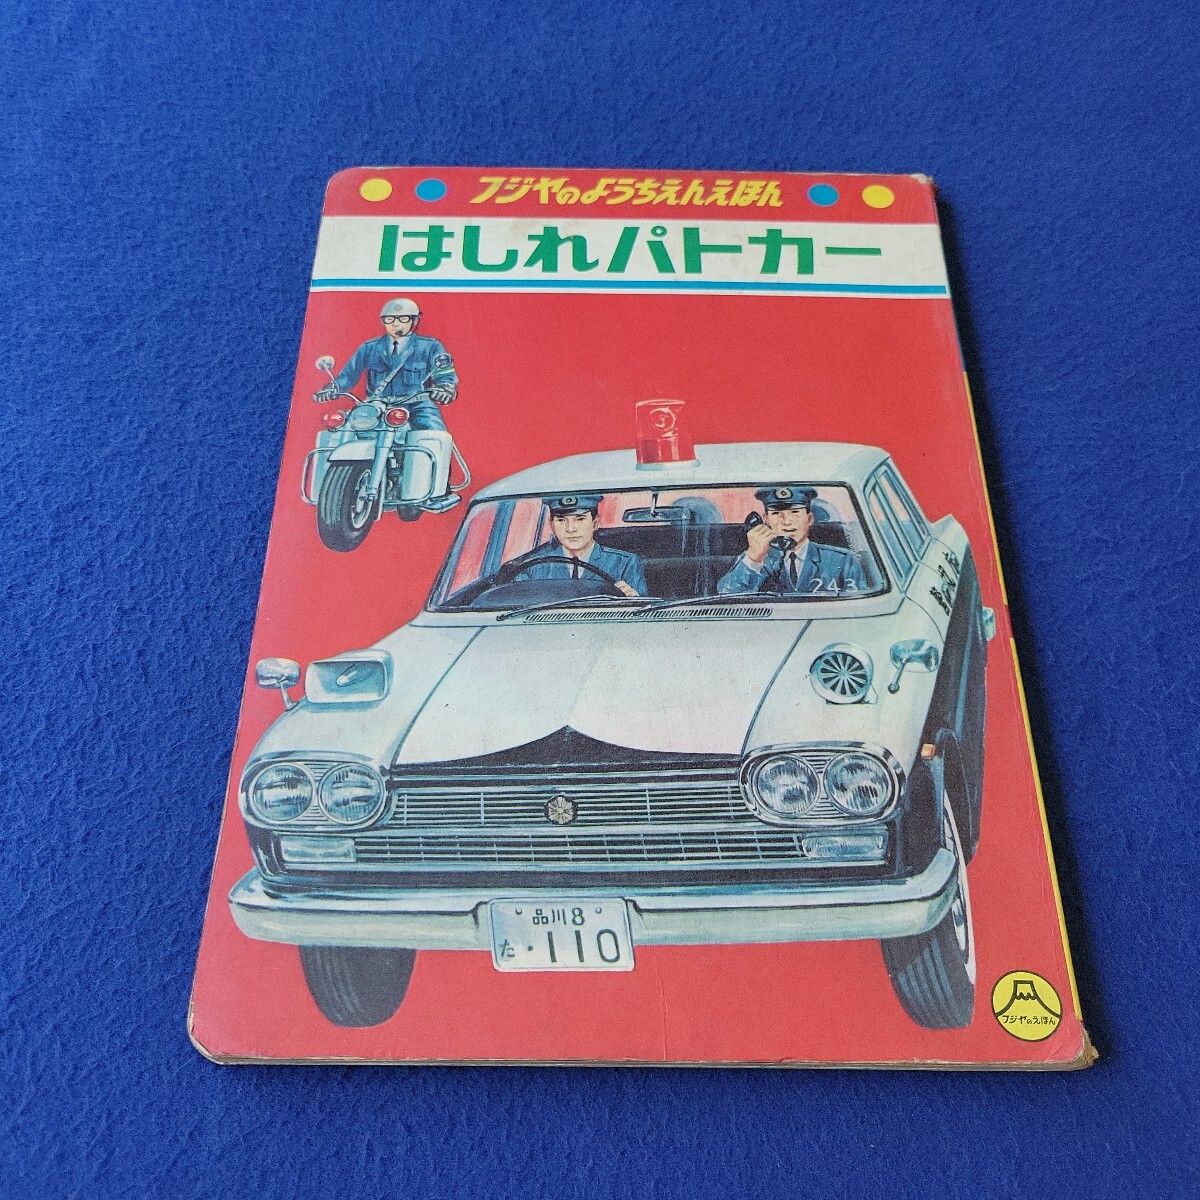 フジヤのようちえんえほん
はしれパトカー
243
品川8
た・110
フジヤのえほん